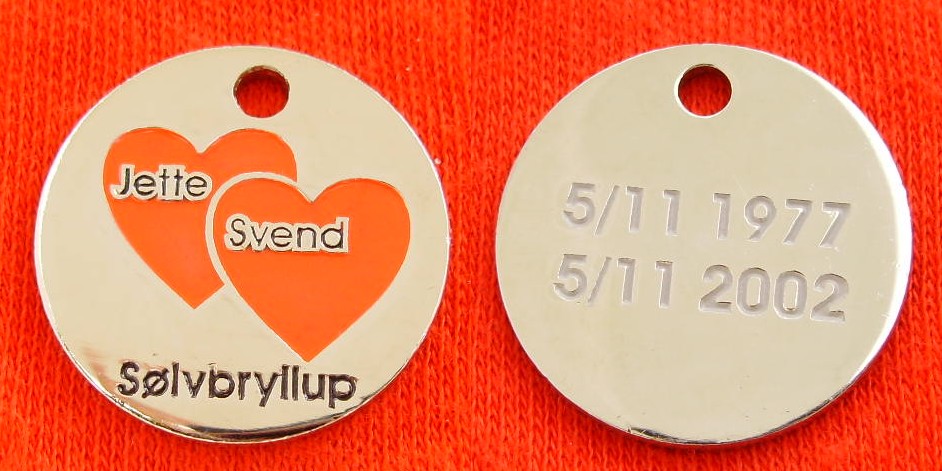 Jette
Svend
Sølvbryllup
5/11 1977
5/11 2002